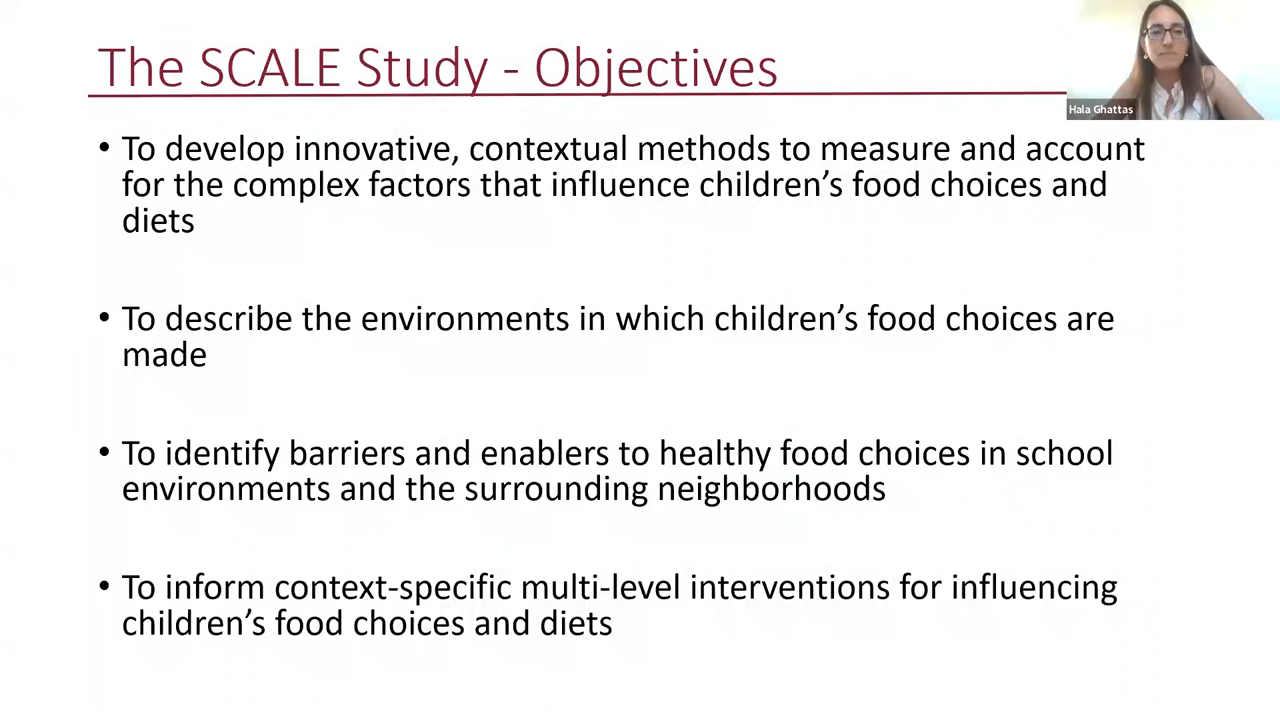 The SCALE Study - Objectives
Hala Ghattas
• To develop innovative, contextual methods to measure and account
for the complex factors that influence children’s food choices and
diets
• To describe the environments in which children’s food choices are
made
• To identify barriers and enablers to healthy food choices in school
environments and the surrounding neighborhoods
• To inform context-specific multi-level interventions for influencing
children’s food choices and diets